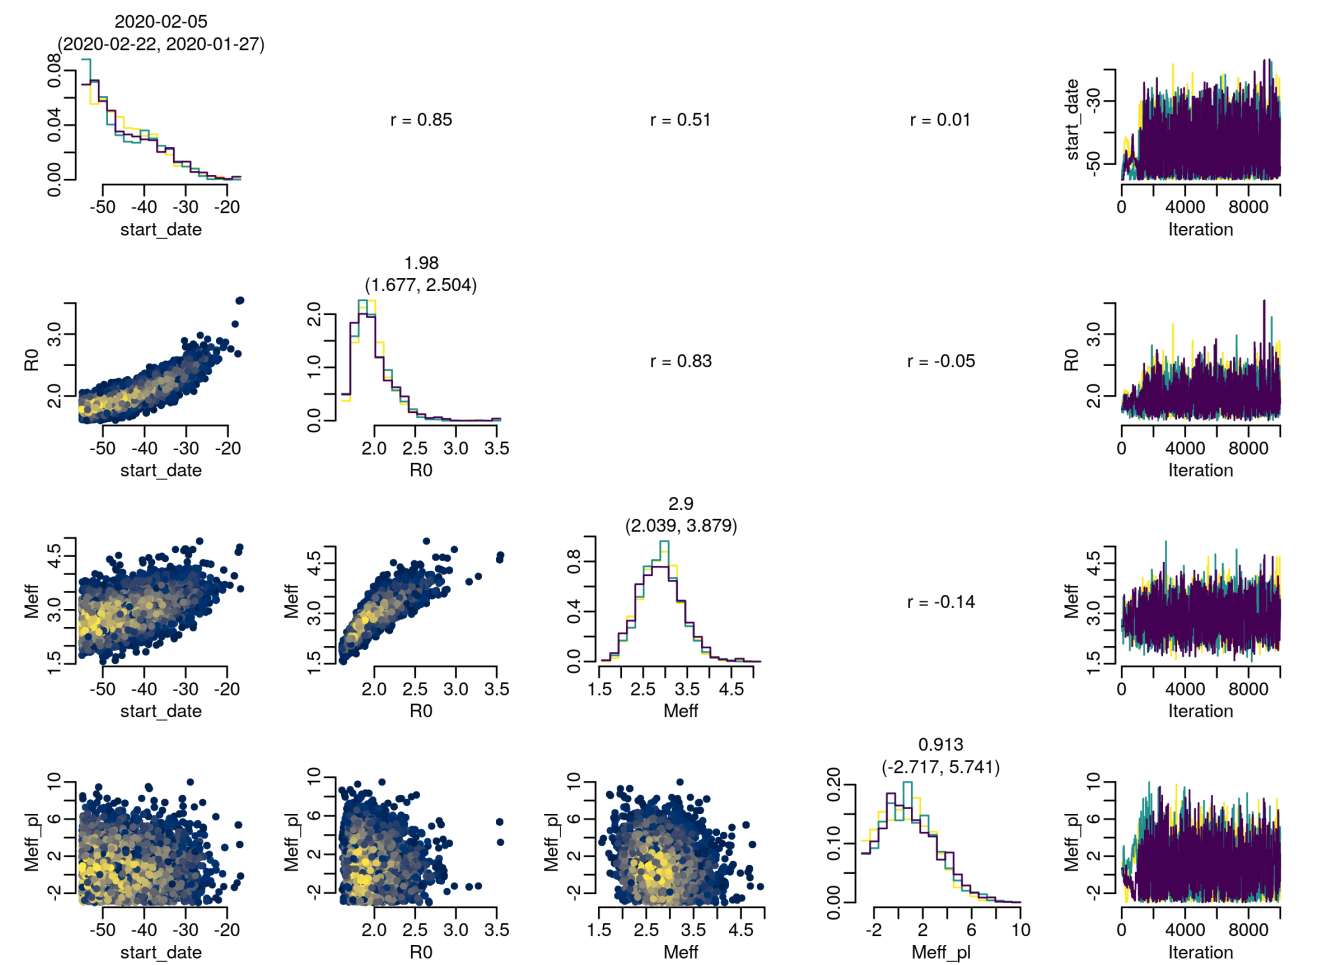 2020-02-05
(2020-02-22, 2020-01-27)
0.00 0.04 0.08
-50 -40 -30 -20
start_date
r = 0.85
r = 0.51
r = 0.01
start_date
-50 -30
0 4000 8000
Iteration
R0
2.0 3.0
-50 -40 -30 -20
start_date
1.98
(1.677, 2.504)
0.0 1.0 2.0
2.0 2.5 3.0 3.5
R0
r = 0.83
r = -0.05
R0
2.0 3.0
0 4000 8000
Iteration
Meff
1.5 3.0 4.5
-50 -40 -30 -20
start_date
Meff
1.5 3.0 4.5
2.0 2.5 3.0 3.5
R0
2.9
(2.039, 3.879)
0.0 0.4 0.8
1.5 2.5 3.5 4.5
Meff
r = -0.14
Meff
1.5 3.0 4.5
0 4000 8000
Iteration
Meff_pl
-2 2 6 10
-50 -40 -30 -20
start_date
Meff_pl
-2 2 6 10
2.0 2.5 3.0 3.5
R0
Meff_pl
-2 2 6 10
1.5 2.5 3.5 4.5
Meff
0.913
(-2.717, 5.741)
0.00 0.10 0.20
-2 2 6 10
Meff_pl
Meff_pl
-2 2 6 10
0 4000 8000
Iteration